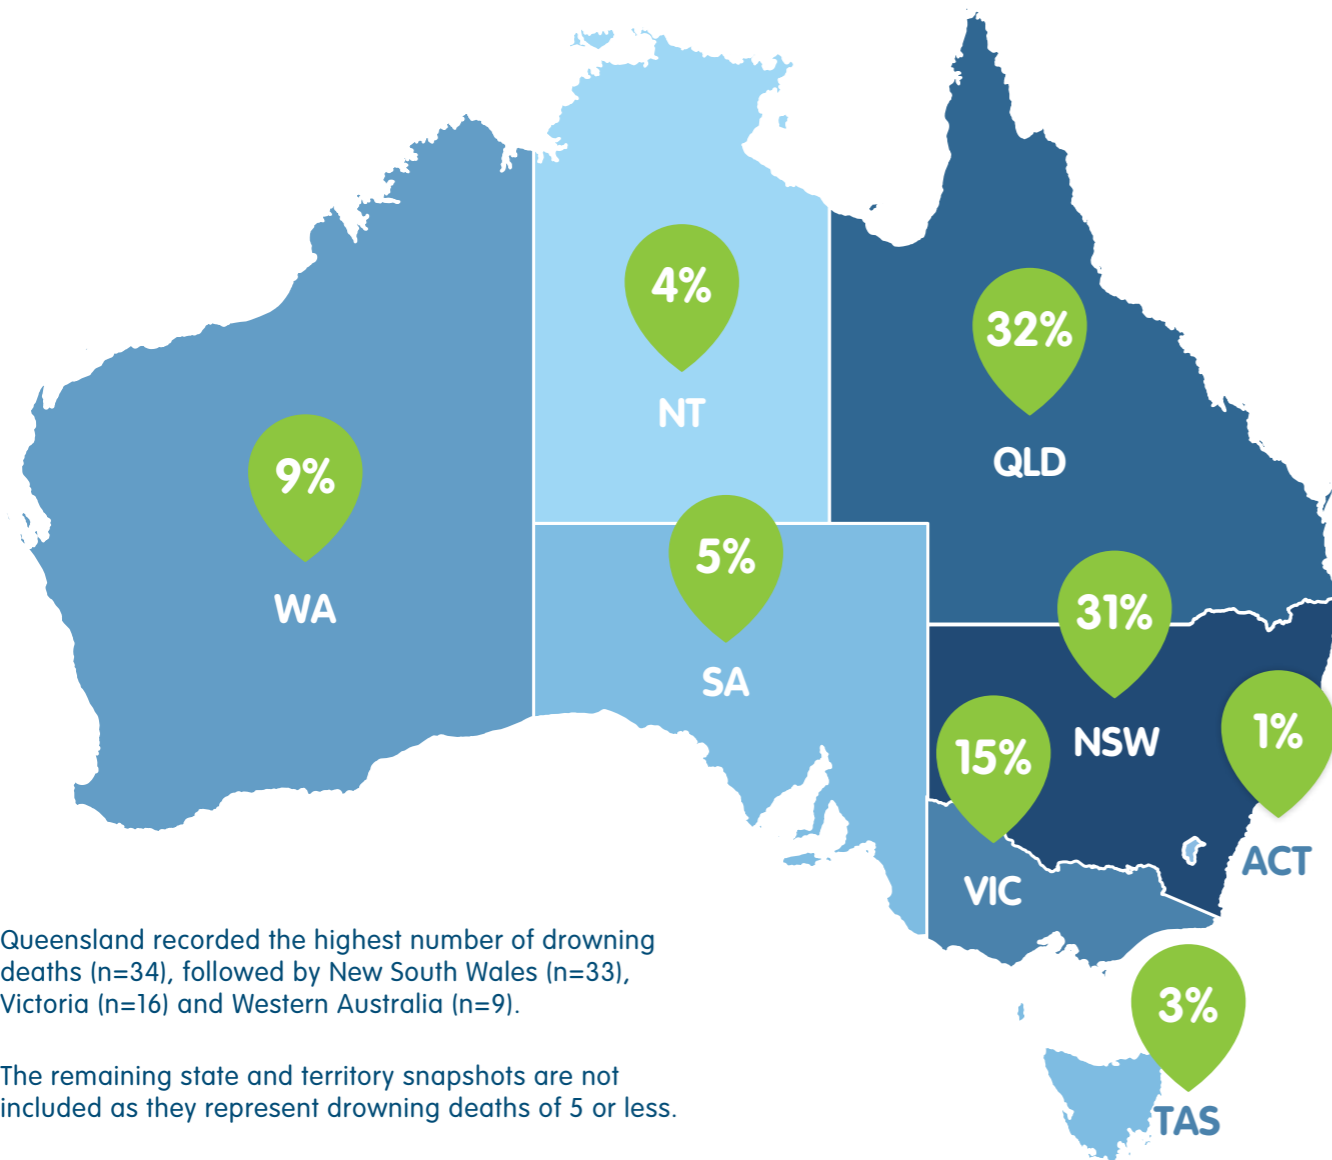 4%
NT
32%
QLD
9%
WA
5%
SA
31%
NSW
15%
VIC
1%
ACT
3%
TAS
Queensland recorded the highest number of drowning
deaths (n=34), followed by New South Wales (n=33),
Victoria (n=16) and Western Australia (n=9).
The remaining state and territory snapshots are not
included as they represent drowning deaths of 5 or less.